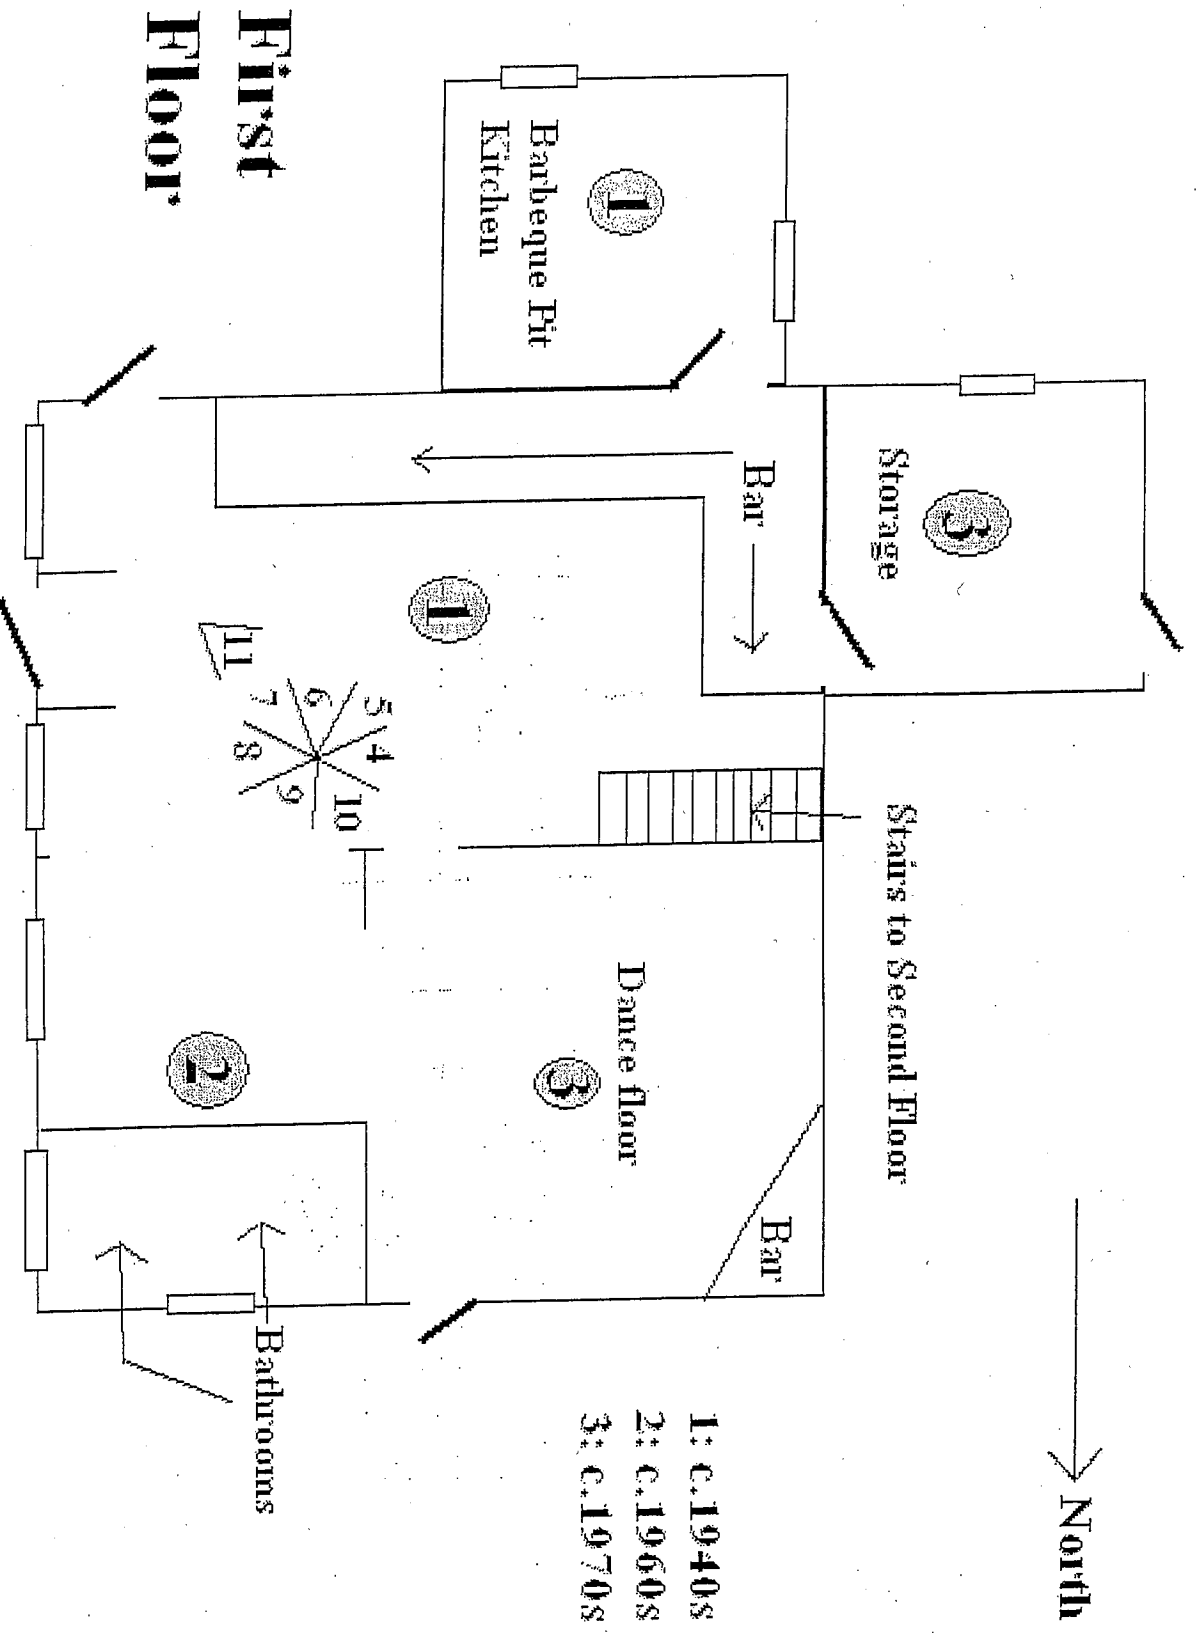 Stairs to Second Floor
North
3
Storage
Bar
Bar
1
Barbeque Pit
Kitchen
Dance floor
3
1: c.1940s
2: c.1960s
3: c.1970s
1
5
4
6
10
7
8
9
11
2
Bathrooms
First
Floor